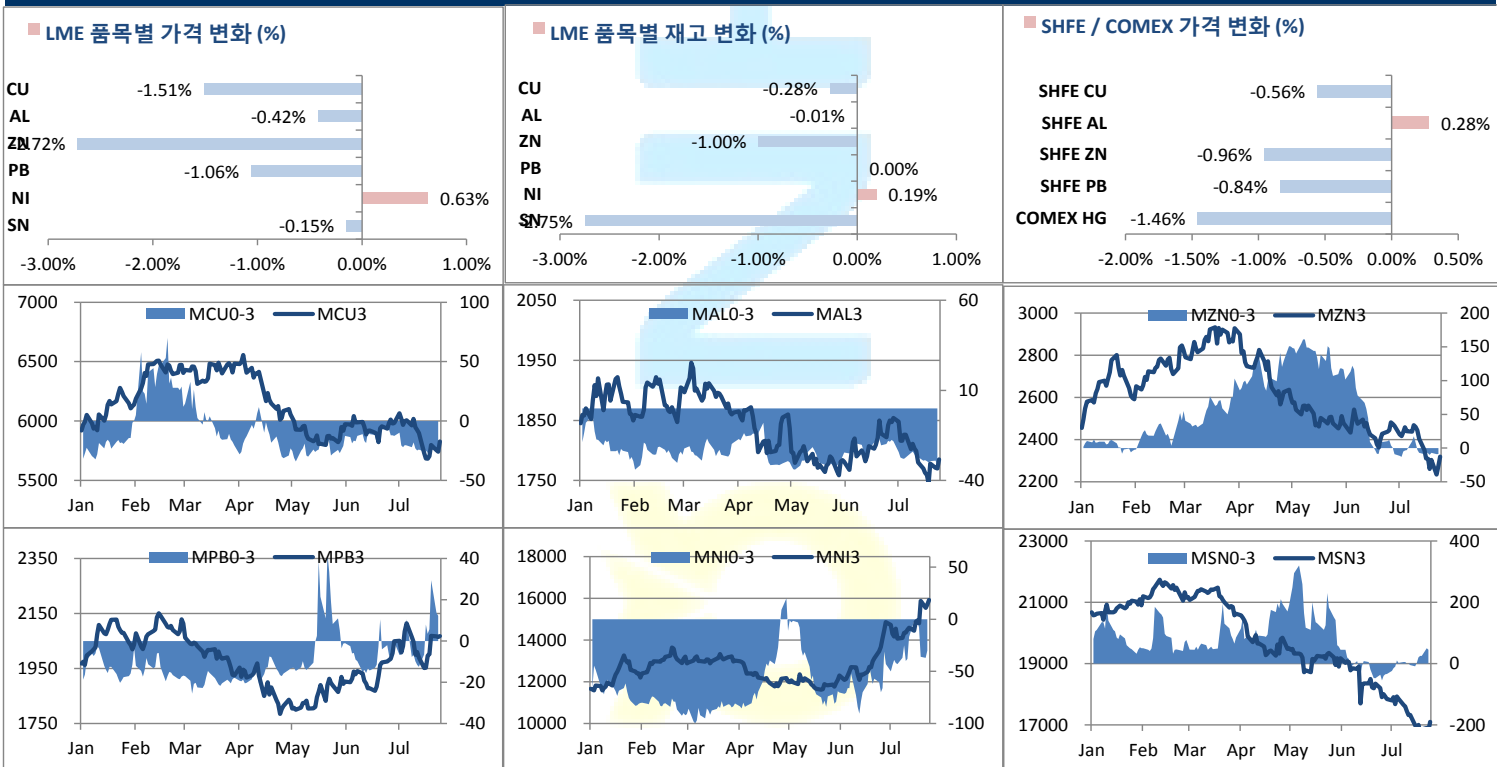 LME 품목별 가격 변화 (%)
CU -1.51%
AL -0.42%
ZN -2.72%
PB -1.06%
NI 0.63%
SN -0.15%
-3.00% -2.00% -1.00% 0.00% 1.00%
LME 품목별 재고 변화 (%)
CU -0.28%
AL -0.01%
ZN -1.00%
PB 0.00%
NI 0.19%
SN -2.75%
-3.00% -2.00% -1.00% 0.00% 1.00%
SHFE / COMEX 가격 변화 (%)
SHFE CU -0.56%
SHFE AL 0.28%
SHFE ZN -0.96%
SHFE PB -0.84%
COMEX HG -1.46%
-2.00% -1.50% -1.00% -0.50% 0.00% 0.50%
MCU0-3 MCU3
7000 100
6500 50
6000 0
5500 -50
Jan Feb Mar Apr May Jun Jul
MAL0-3 MAL3
2050 60
1950
1850 10
1750 -40
Jan Feb Mar Apr May Jun Jul
MZN0-3 MZN3
3000 200
2800 150
2600 100
2400 50
2200 0
-50
Jan Feb Mar Apr May Jun Jul
MPB0-3 MPB3
2350 40
2150 20
1950 0
1750 -20
-40
Jan Feb Mar Apr May Jun Jul
MNI0-3 MNI3
18000 50
16000 0
14000 -50
12000 -100
10000
Jan Feb Mar Apr May Jun Jul
MSN0-3 MSN3
23000 400
21000 200
19000 0
17000 -200
Jan Feb Mar Apr May Jun Jul